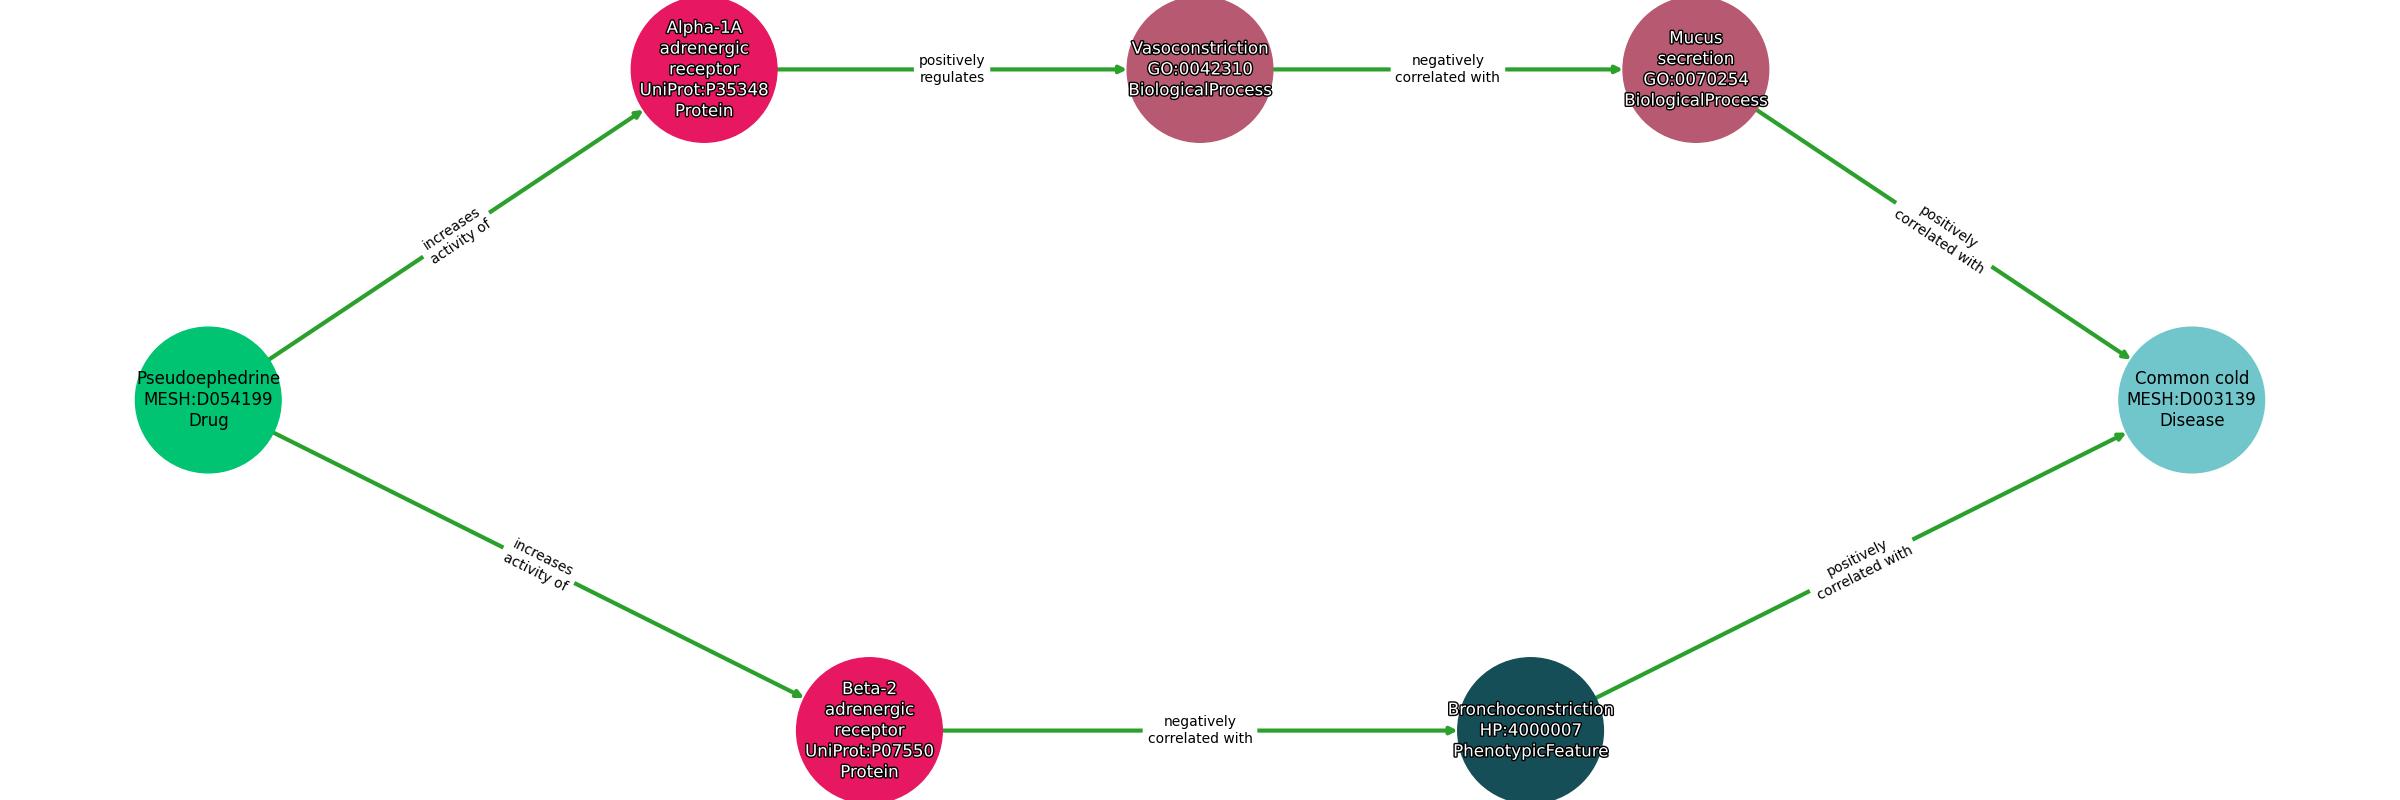 Alpha-1A
adrenergic
receptor
UniProt:P35348
Protein
positively
regulates
Vasoconstriction
GO:0042310
BiologicalProcess
negatively
correlated with
Mucus
secretion
GO:0070254
BiologicalProcess
increases
activity of
positively
correlated with
Pseudoephedrine
MESH:D054199
Drug
Common cold
MESH:D003139
Disease
increases
activity of
positively
correlated with
Beta-2
adrenergic
receptor
UniProt:P07550
Protein
negatively
correlated with
Bronchoconstriction
HP:4000007
PhenotypicFeature